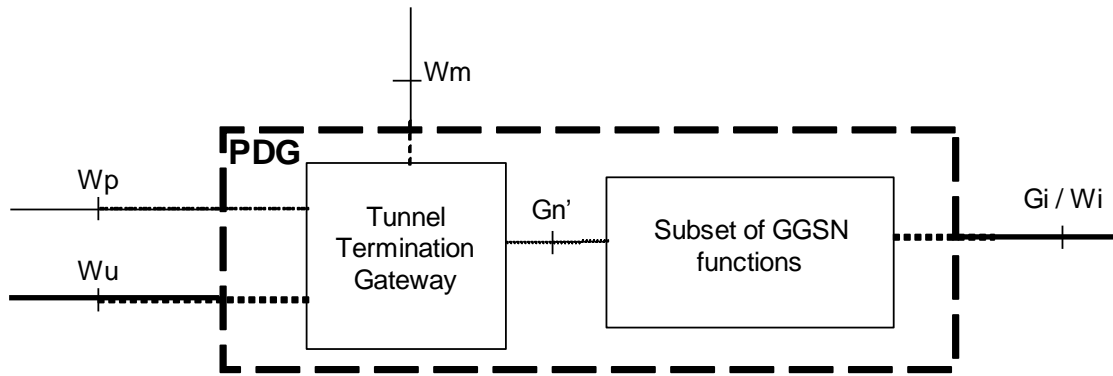 Wm
PDG
Wp
Tunnel
Termination
Gateway
Gn’
Subset of GGSN
functions
Gi / Wi
Wu